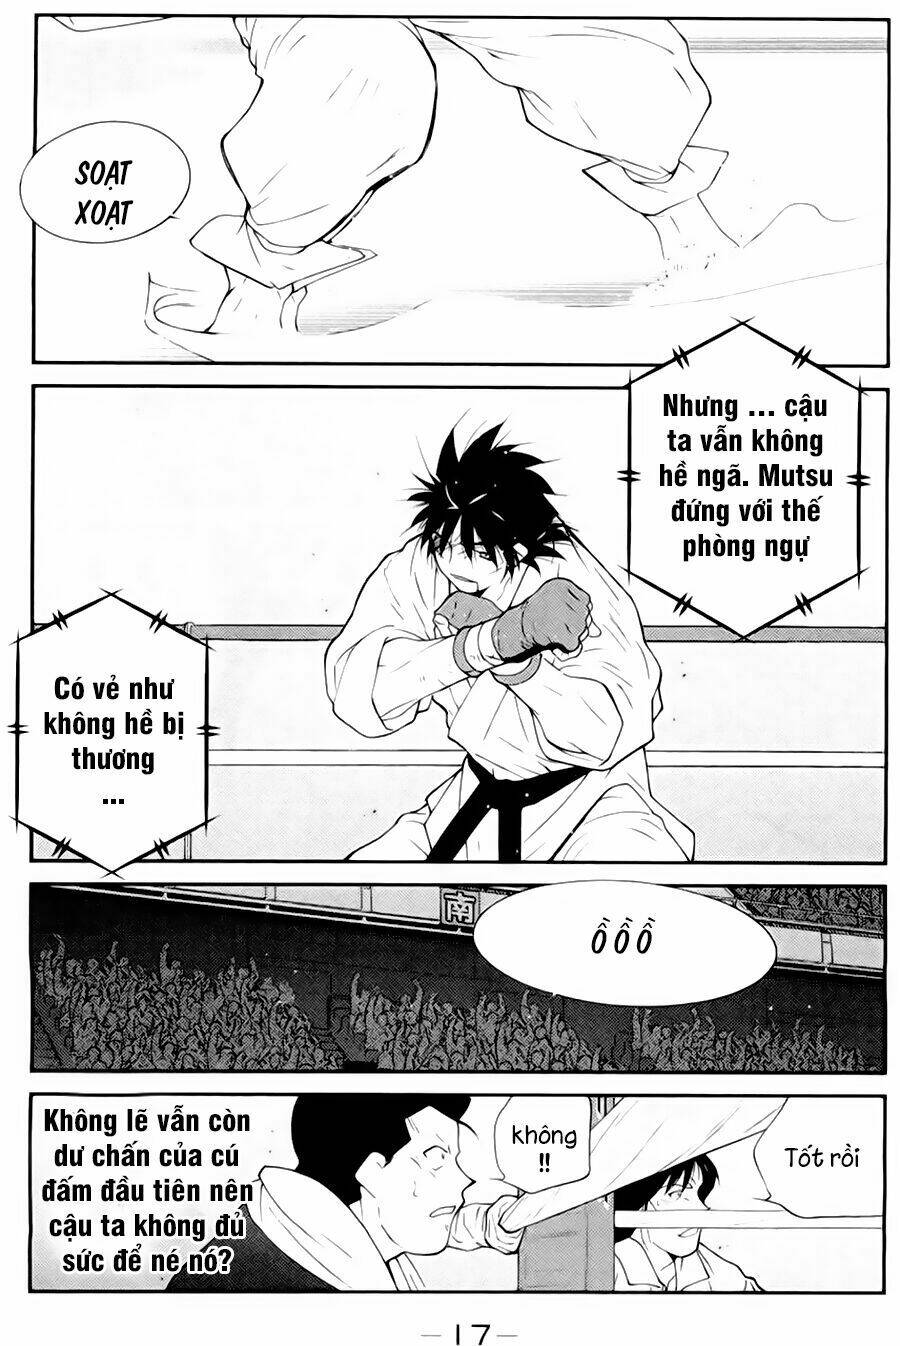 SOẠT
XOẠT
Nhưng ... cậu
ta vẫn không
hề ngã. Mutsu
đứng với thế
phòng ngự
Có vẻ như
không hề bị
thương
...
南
Ồ Ồ Ồ
Không lẽ vẫn còn
dư chấn của cú
đấm đầu tiên nên
cậu ta không đủ
sức để né nó?
không
!!
Tốt rồi
—17—